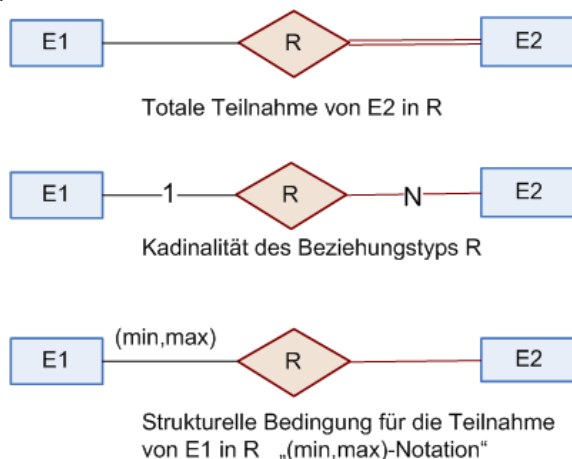 E1 R E2
Totale Teilnahme von E2 in R
E1 1 R N E2
Kadinalität des Beziehungstyps R
(min,max)
E1 R E2
Strukturelle Bedingung für die Teilnahme
von E1 in R „(min,max)-Notation“